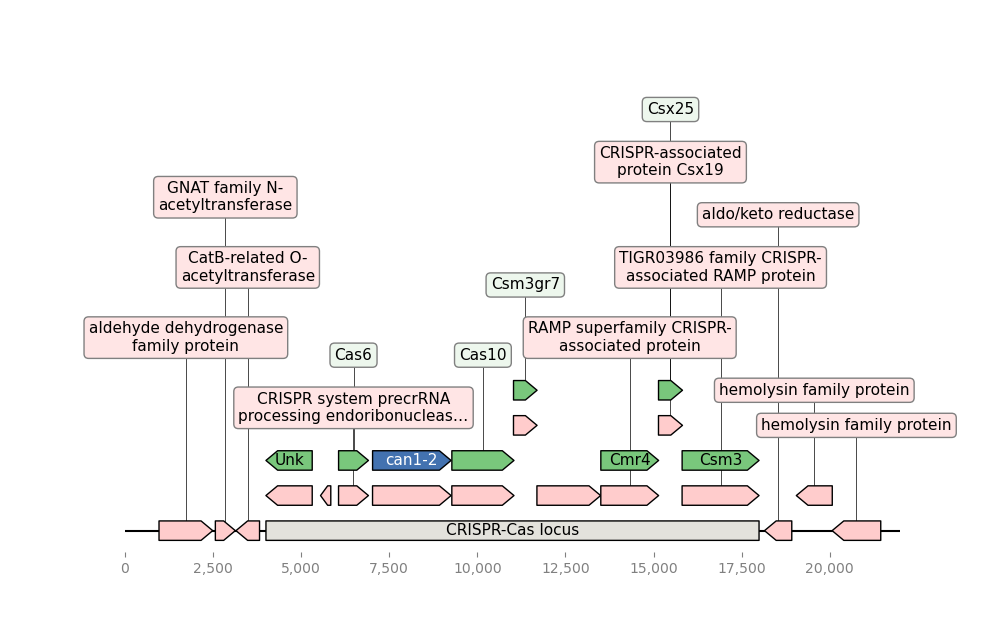 Csx25
CRISPR-associated
protein Csx19
GNAT family N-
acetyltransferase
aldo/keto reductase
CatB-related O-
acetyltransferase
TIGR03986 family CRISPR-
associated RAMP protein
Csm3gr7
aldehyde dehydrogenase
family protein
RAMP superfamily CRISPR-
associated protein
Cas6
Cas10
hemolysin family protein
CRISPR system precrRNA
processing endoribonucleas...
hemolysin family protein
Unk
can1-2
Cmr4
Csm3
CRISPR-Cas locus
0
2,500
5,000
7,500
10,000
12,500
15,000
17,500
20,000